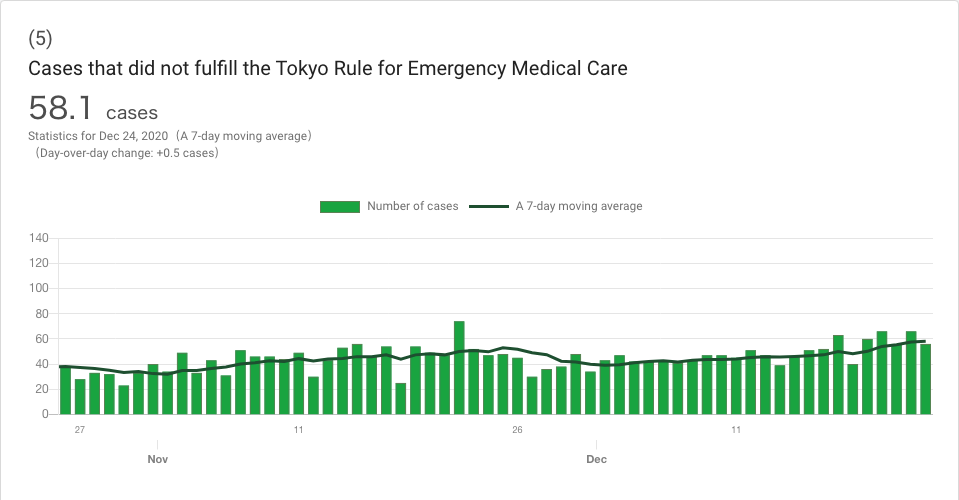 (5)
Cases that did not fulfill the Tokyo Rule for Emergency Medical Care
58.1 cases
Statistics for Dec 24, 2020（A 7-day moving average）
（Day-over-day change: +0.5 cases）
Number of cases A 7-day moving average
140
120
100
80
60
40
20
0
27 11 26 11
Nov Dec